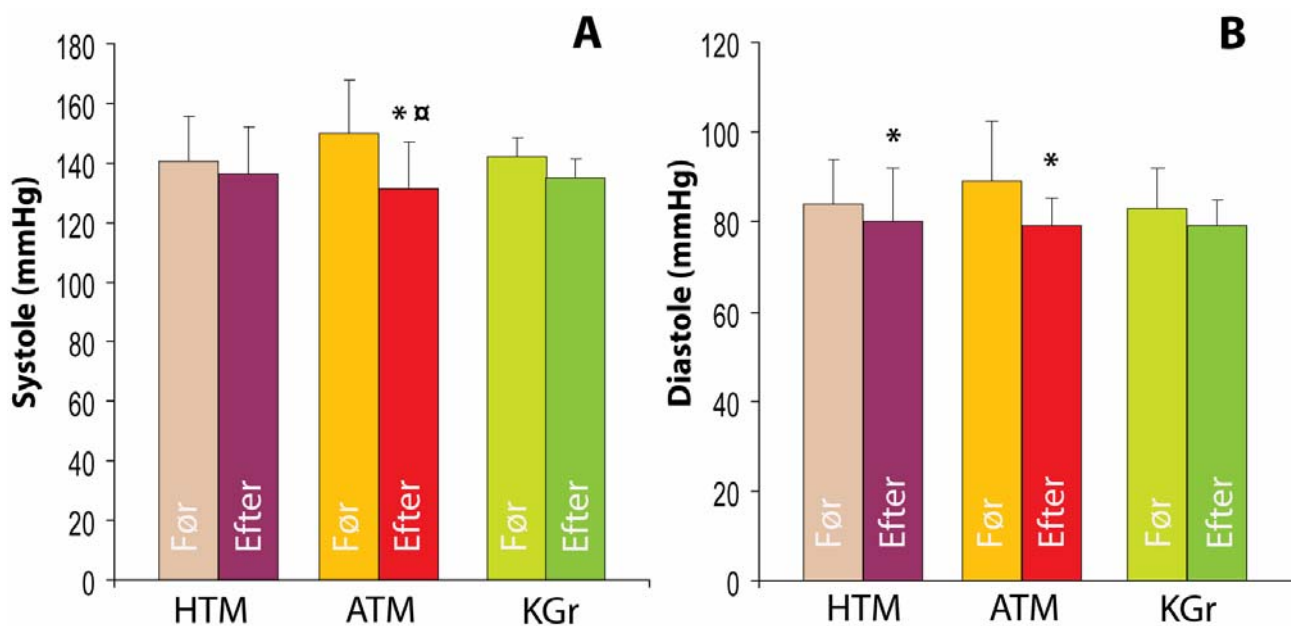 A
Systole (mmHg)
180
160
140
120
100
80
60
40
20
0
* ¤
Før
Efter
Før
Efter
Før
Efter
HTM
ATM
KGr
B
Diastole (mmHg)
120
100
80
60
40
20
0
*
*
Før
Efter
Før
Efter
Før
Efter
HTM
ATM
KGr